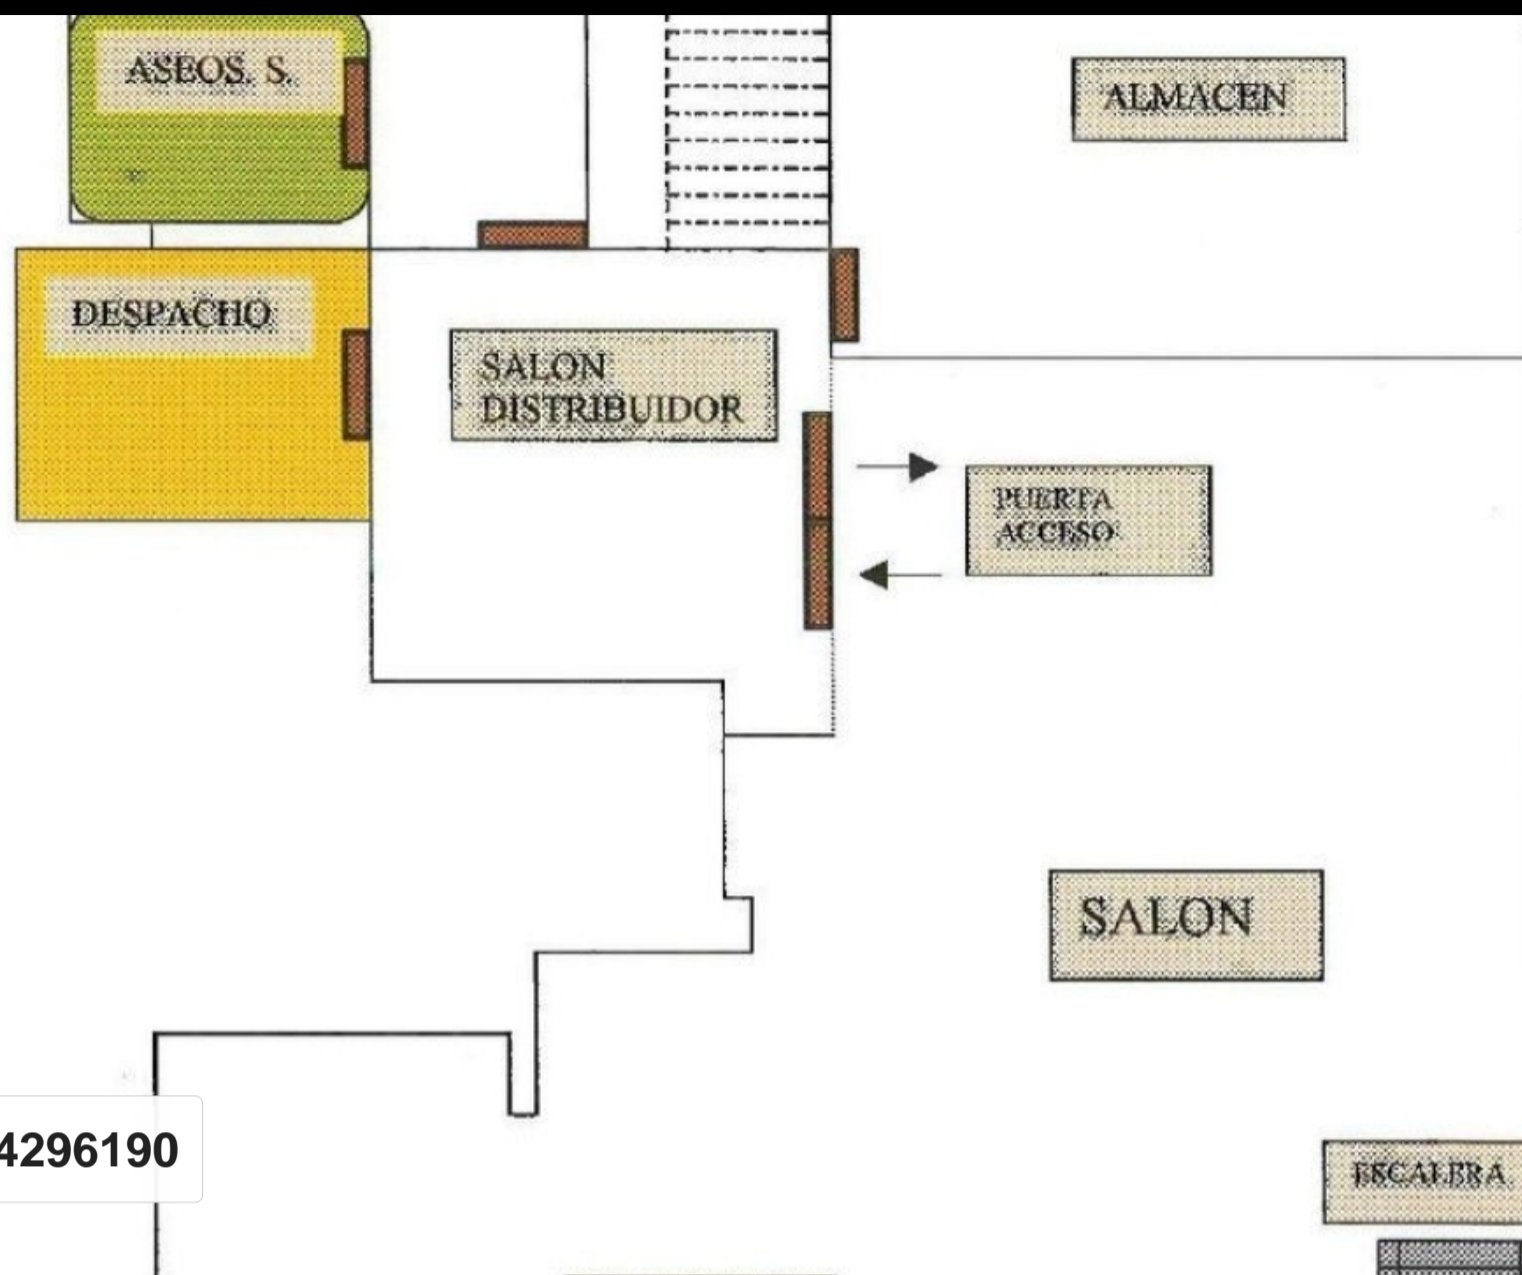 ASEOS. S.
ALMACEN
DESPACHO
SALON
DISTRIBUIDOR
PUERTA
ACCESO
SALON
4296190
ESCALERA